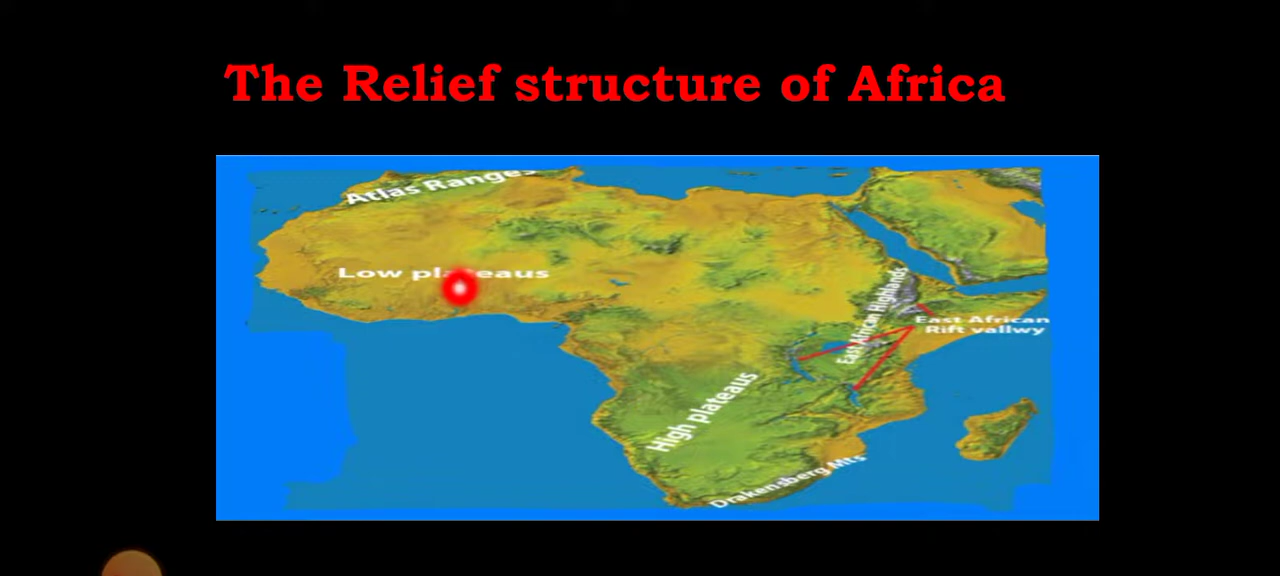 The Relief structure of Africa
Atlas Ranges
Low plateaus
East African Highlands
East African
Rift vallwy
High plateaus
Drakensberg Mts